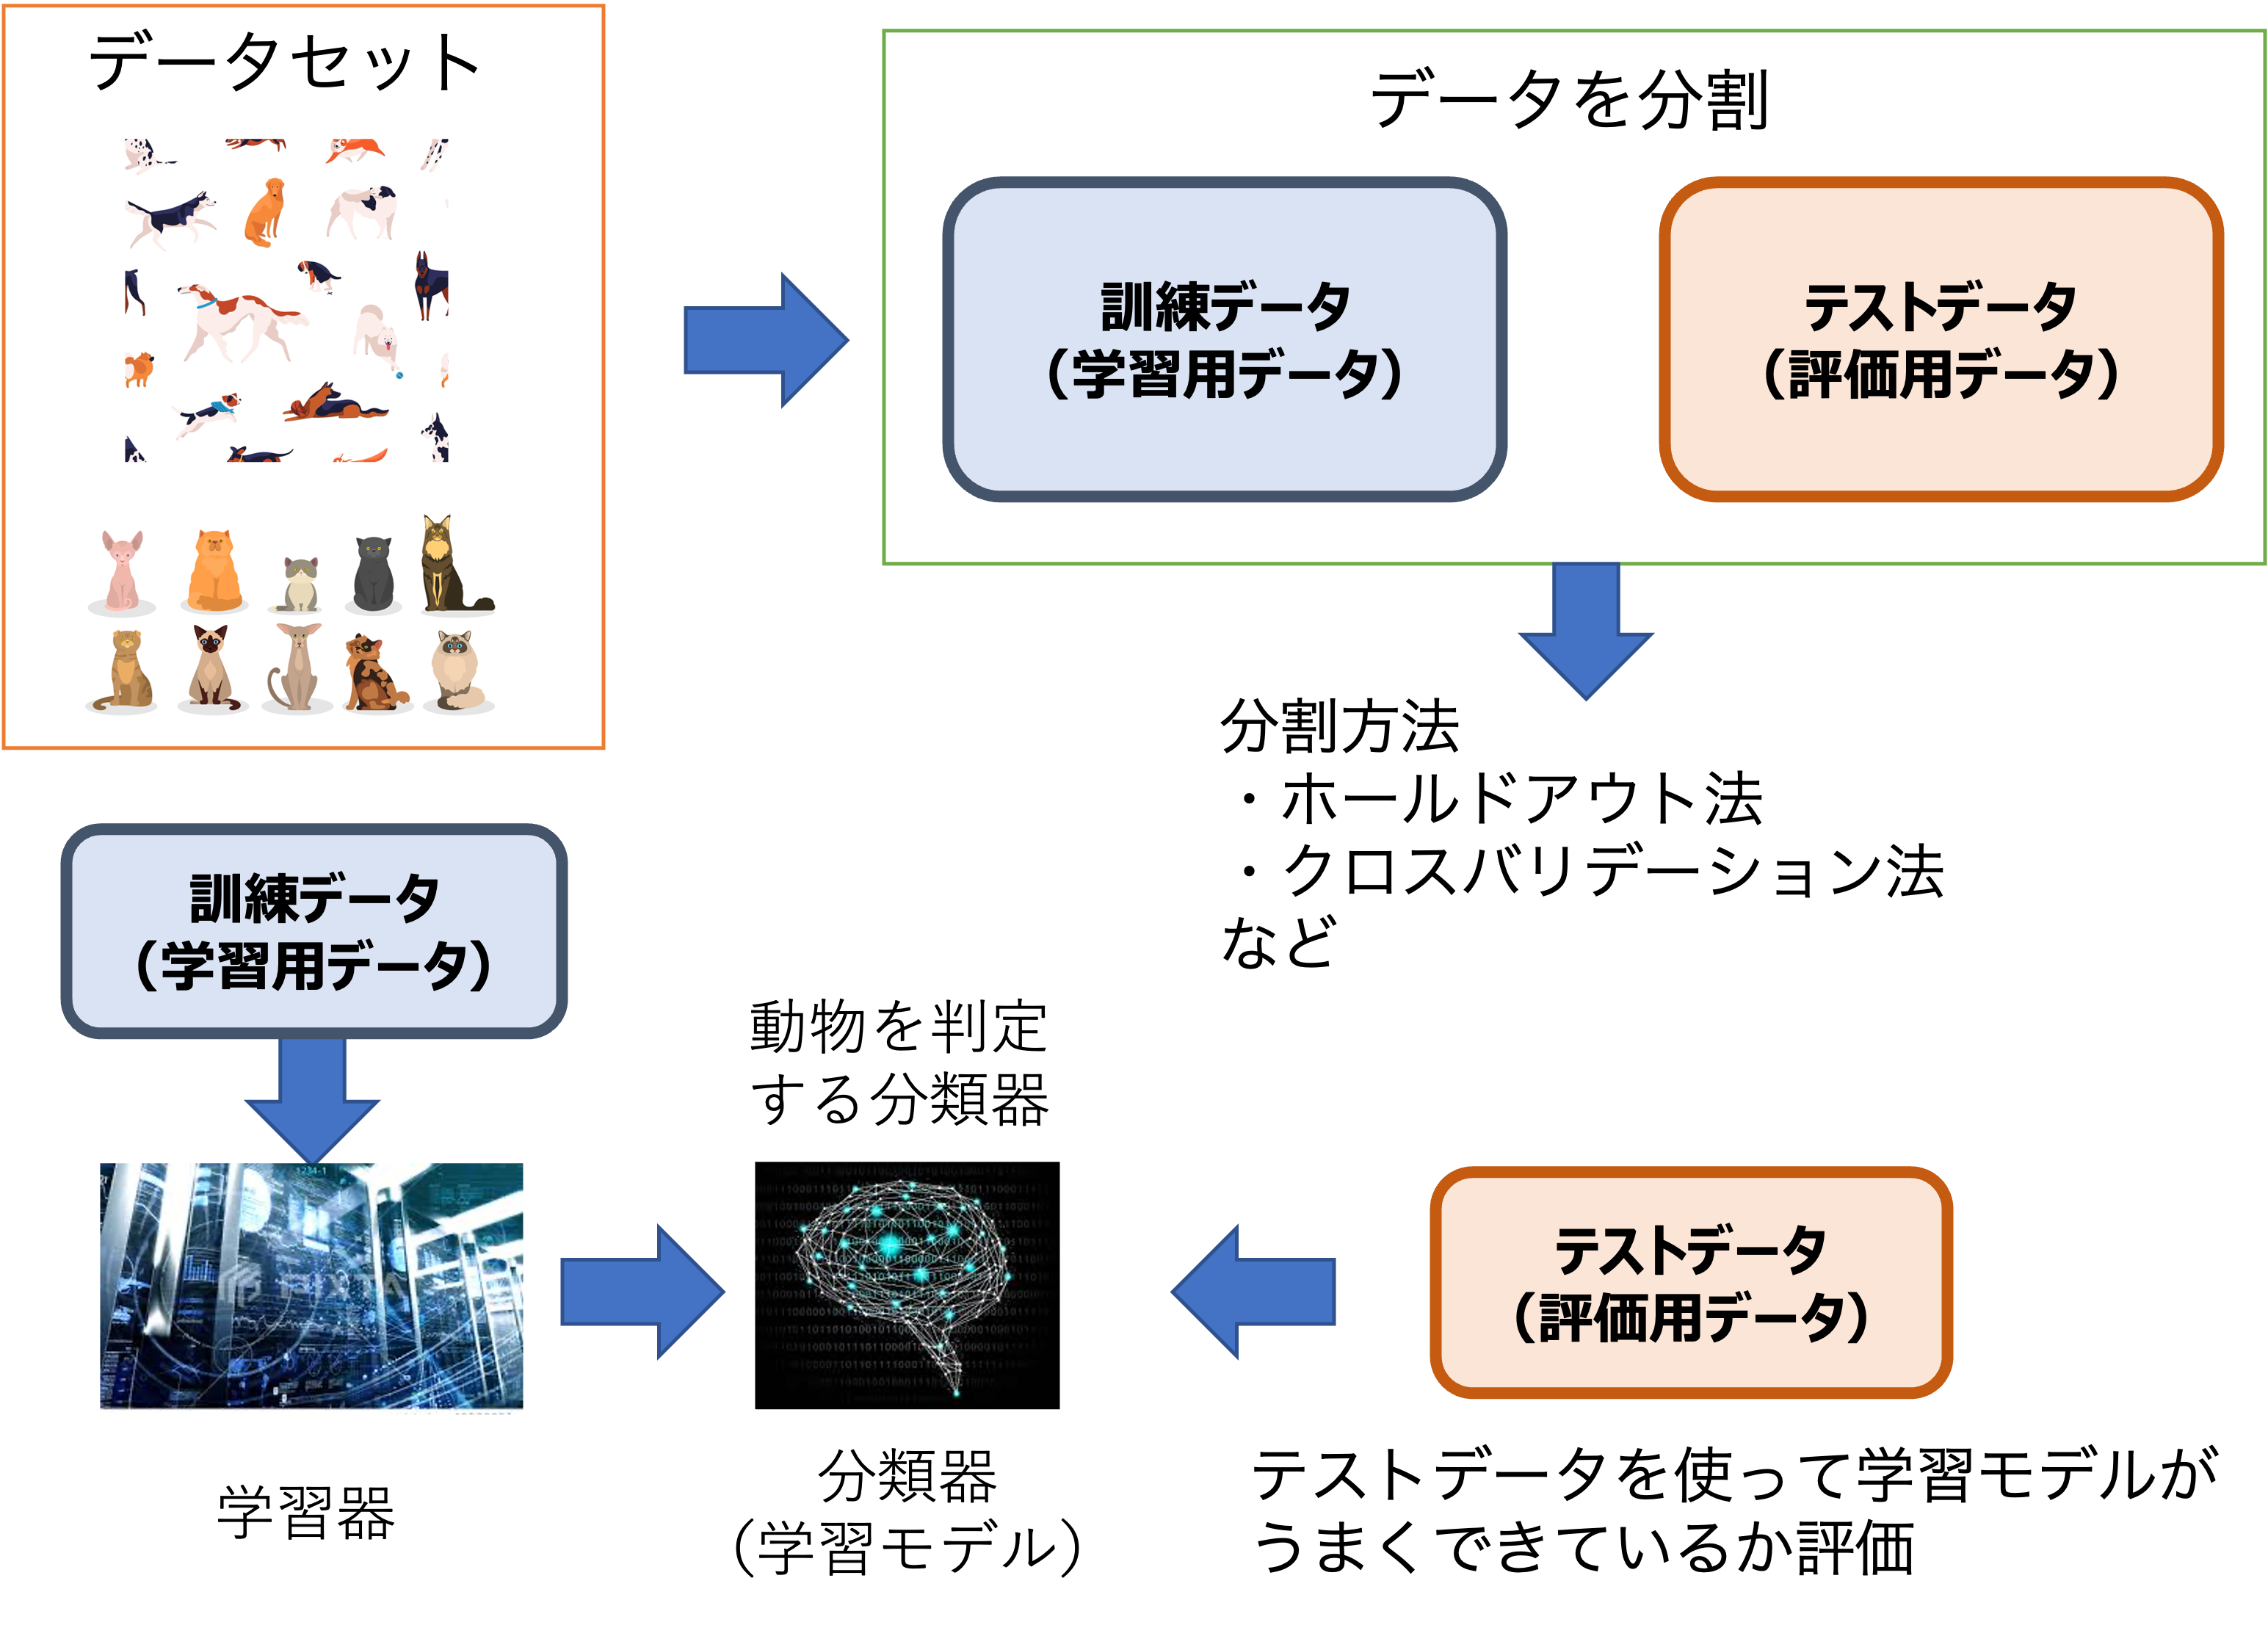 データセット
データを分割
訓練データ
（学習用データ）
テストデータ
（評価用データ）
分割方法
・ホールドアウト法
・クロスバリデーション法
など
訓練データ
（学習用データ）
動物を判定
する分類器
1234-1
PIXTA
テストデータ
（評価用データ）
学習器
分類器
（学習モデル）
テストデータを使って学習モデルが
うまくできているか評価